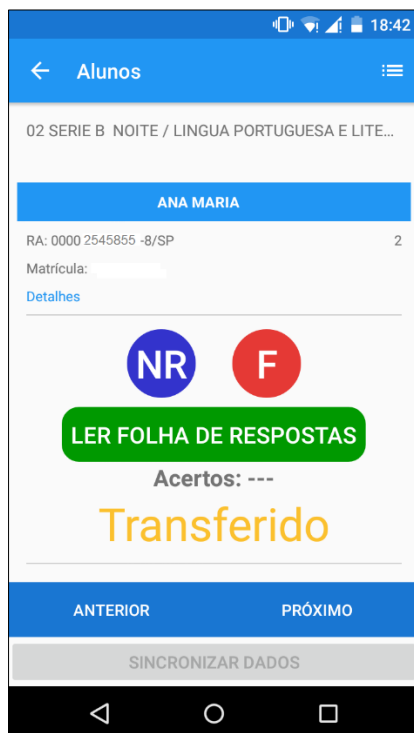 18:42
Alunos
02 SERIE B NOITE / LINGUA PORTUGUESA E LITE...
ANA MARIA
RA: 0000 2545855 -8/SP 2
Matrícula:
Detalhes
NR F
LER FOLHA DE RESPOSTAS
Acertos: ---
Transferido
ANTERIOR PRÓXIMO
SINCRONIZAR DADOS